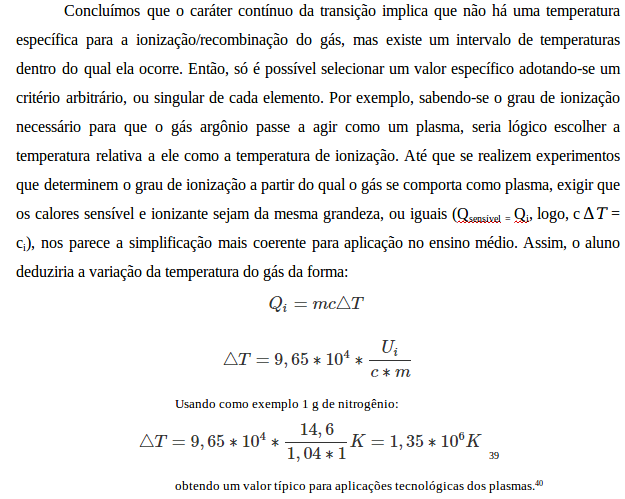 Concluímos que o caráter contínuo da transição implica que não há uma temperatura
específica para a ionização/recombinação do gás, mas existe um intervalo de temperaturas
dentro do qual ela ocorre. Então, só é possível selecionar um valor específico adotando-se um
critério arbitrário, ou singular de cada elemento. Por exemplo, sabendo-se o grau de ionização
necessário para que o gás argônio passe a agir como um plasma, seria lógico escolher a
temperatura relativa a ele como a temperatura de ionização. Até que se realizem experimentos
que determinem o grau de ionização a partir do qual o gás se comporta como plasma, exigir que
os calores sensível e ionizante sejam da mesma grandeza, ou iguais (Q_sensível = Q_i, logo, c Δ T =
c_i), nos parece a simplificação mais coerente para aplicação no ensino médio. Assim, o aluno
deduziria a variação da temperatura do gás da forma:
Q_i = mc△T
△T = 9,65 * 10^4 * U_i / (c * m)
Usando como exemplo 1 g de nitrogênio:
△T = 9,65 * 10^4 * 14,6 / (1,04 * 1) K = 1,35 * 10^6 K 39
obtendo um valor típico para aplicações tecnológicas dos plasmas.40